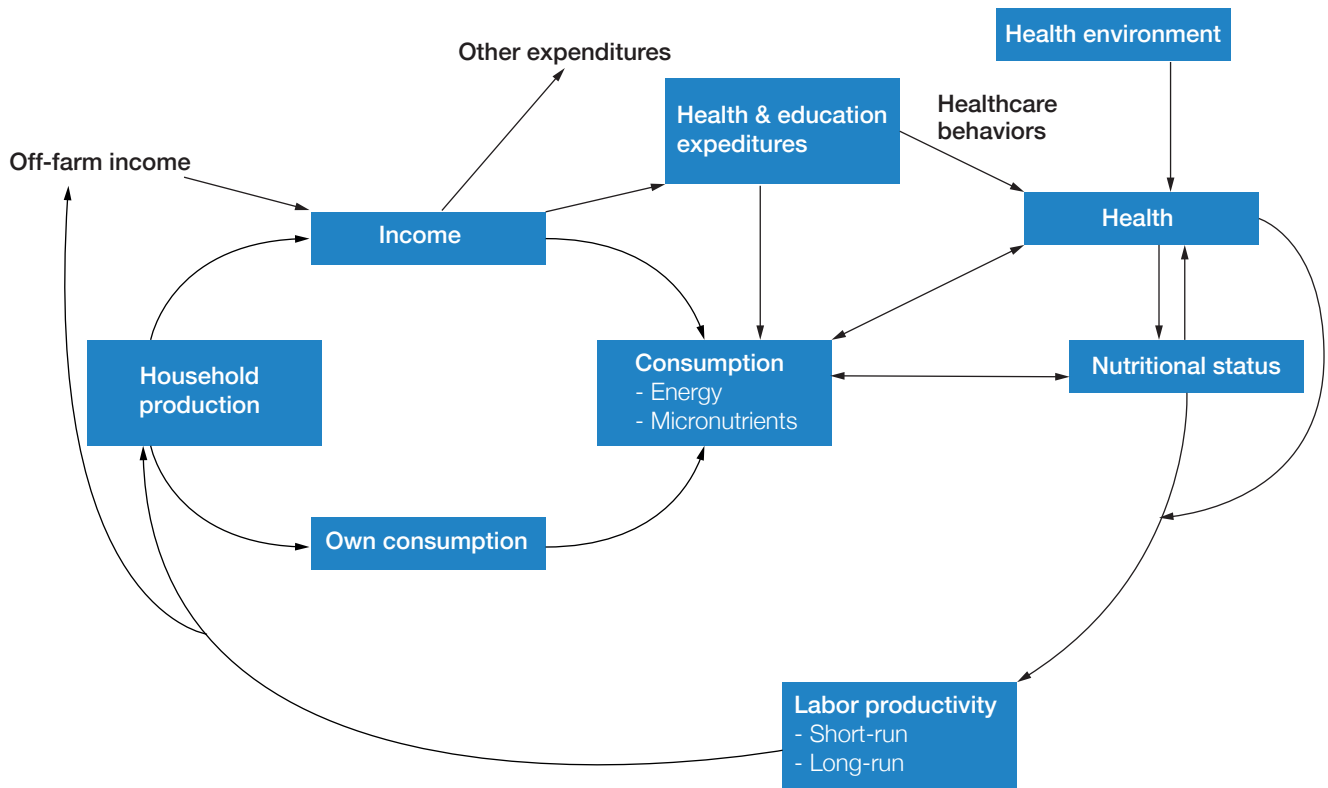 Health environment
Other expenditures
Health & education
expeditures
Healthcare
behaviors
Off-farm income
Income
Health
Household
production
Consumption
- Energy
- Micronutrients
Nutritional status
Own consumption
Labor productivity
- Short-run
- Long-run